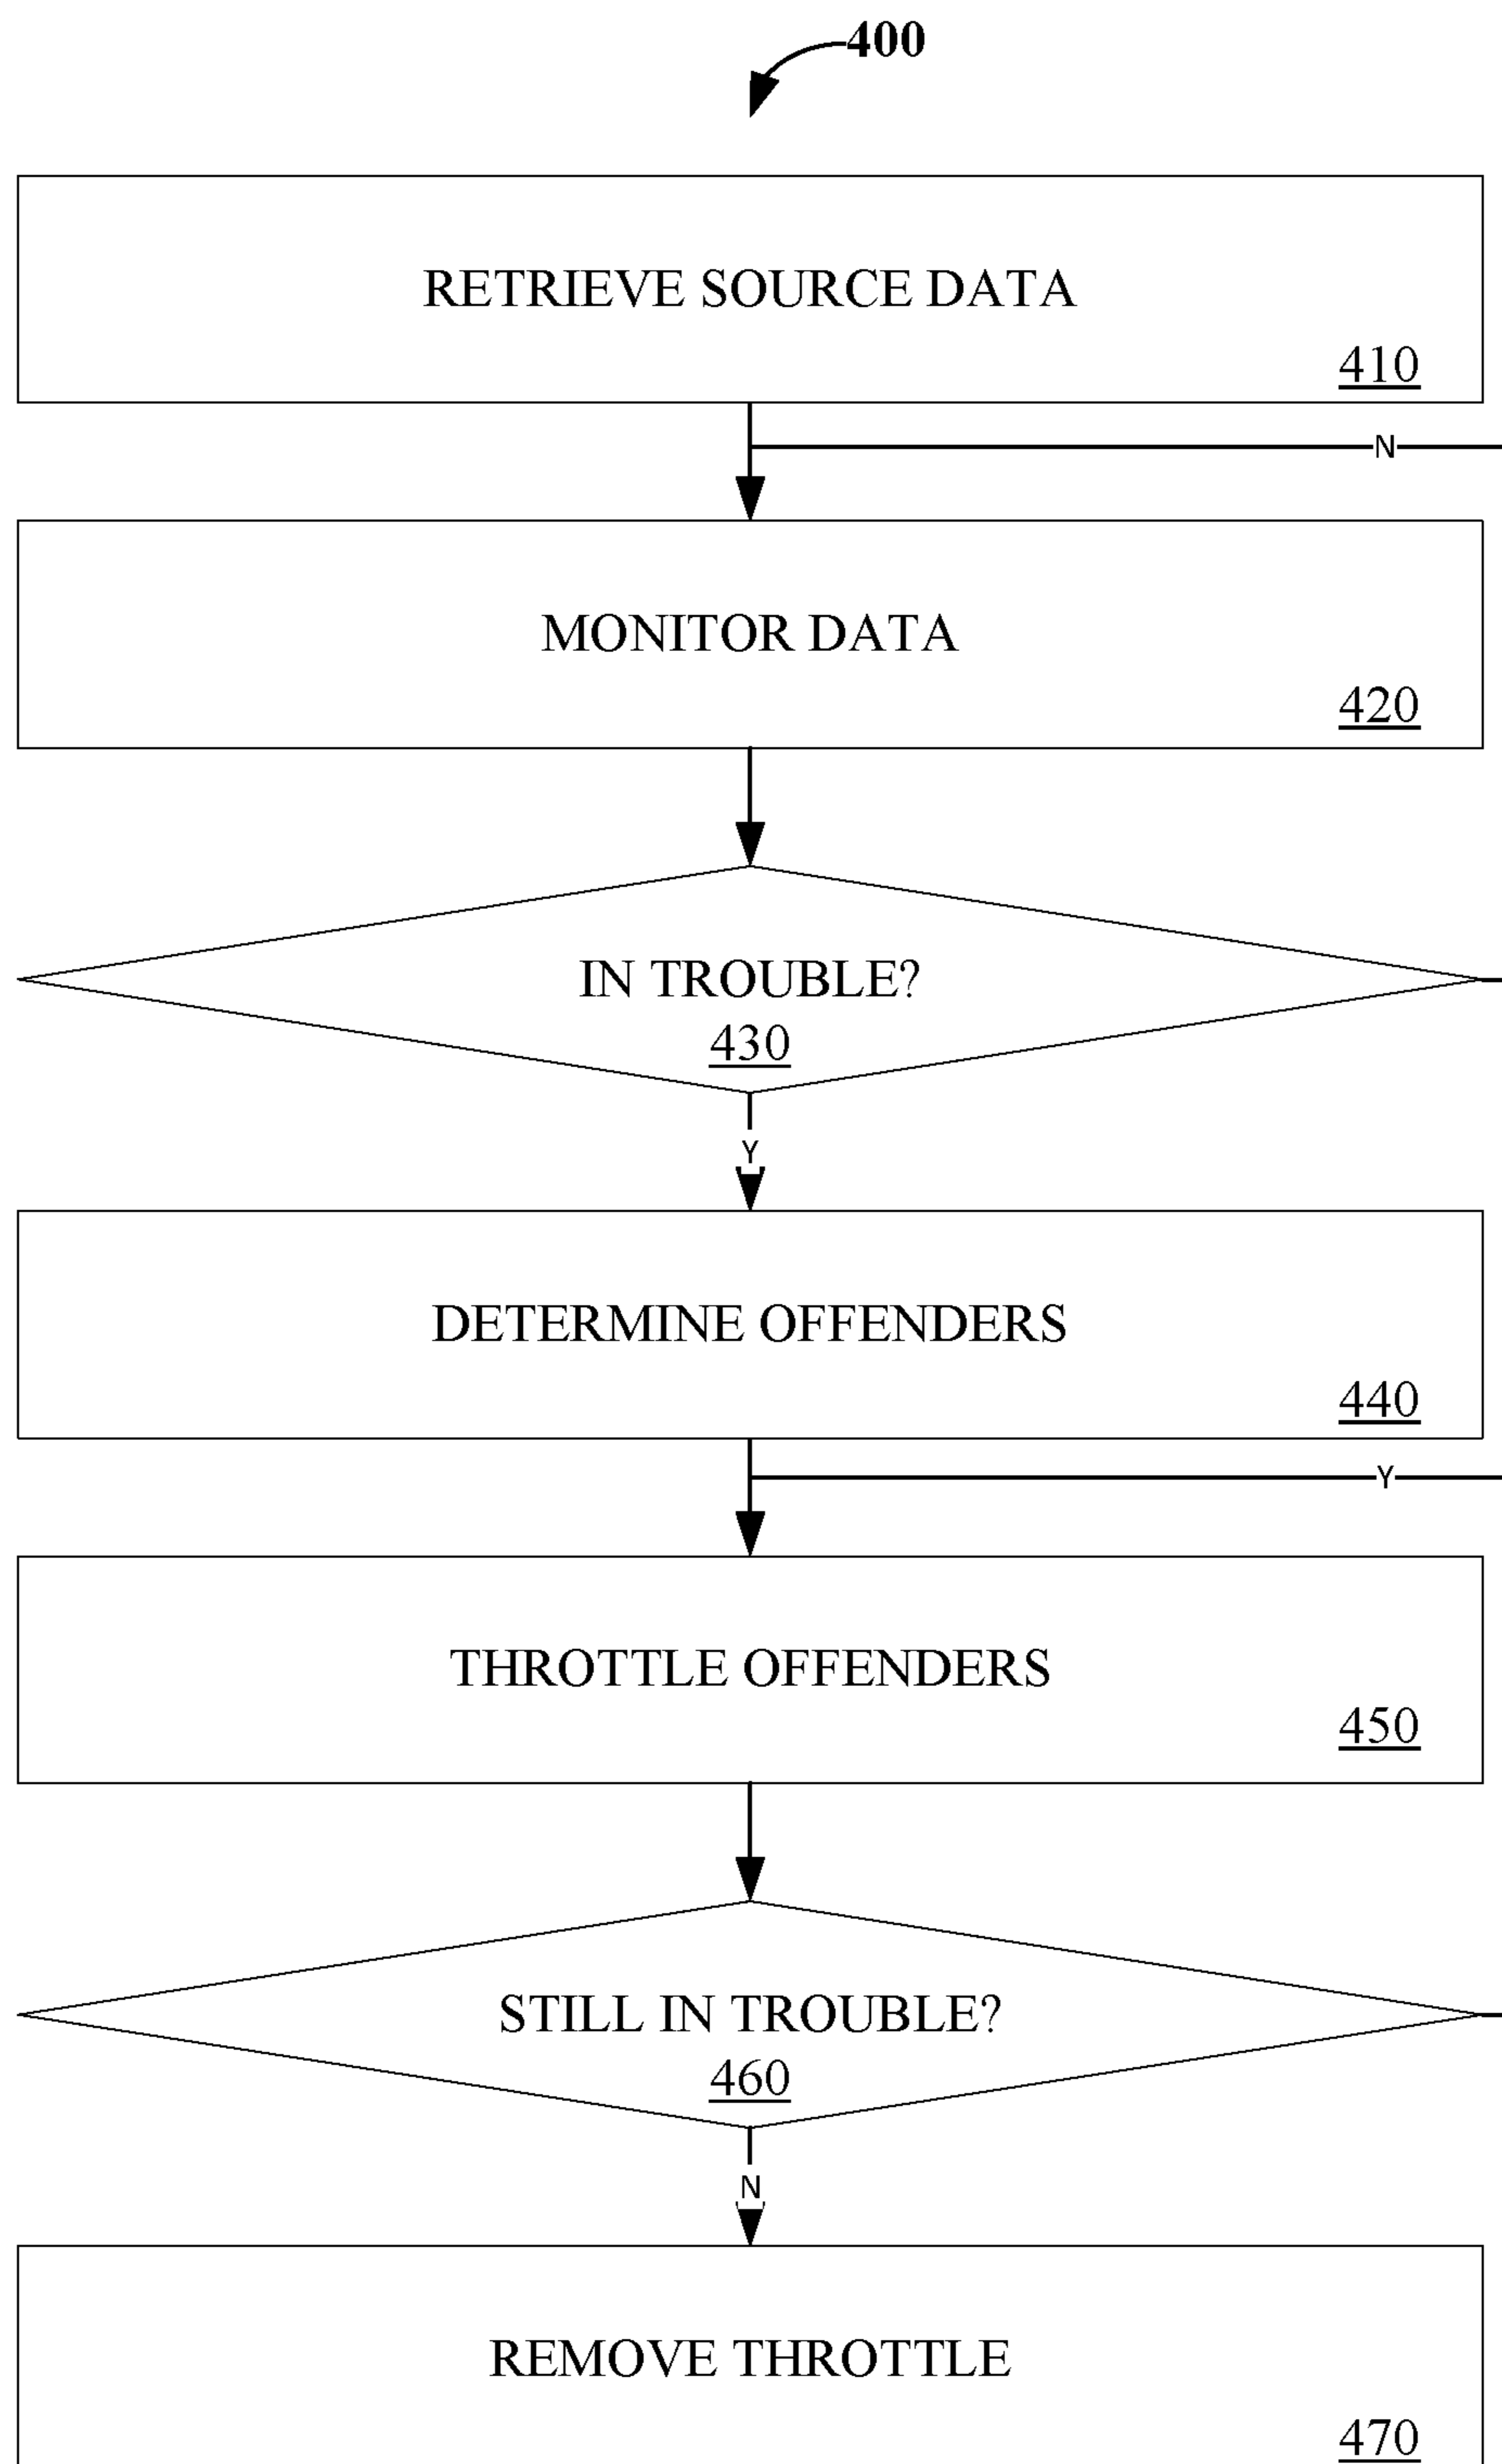 400
RETRIEVE SOURCE DATA
410
N
MONITOR DATA
420
IN TROUBLE?
430
Y
DETERMINE OFFENDERS
440
Y
THROTTLE OFFENDERS
450
STILL IN TROUBLE?
460
N
REMOVE THROTTLE
470